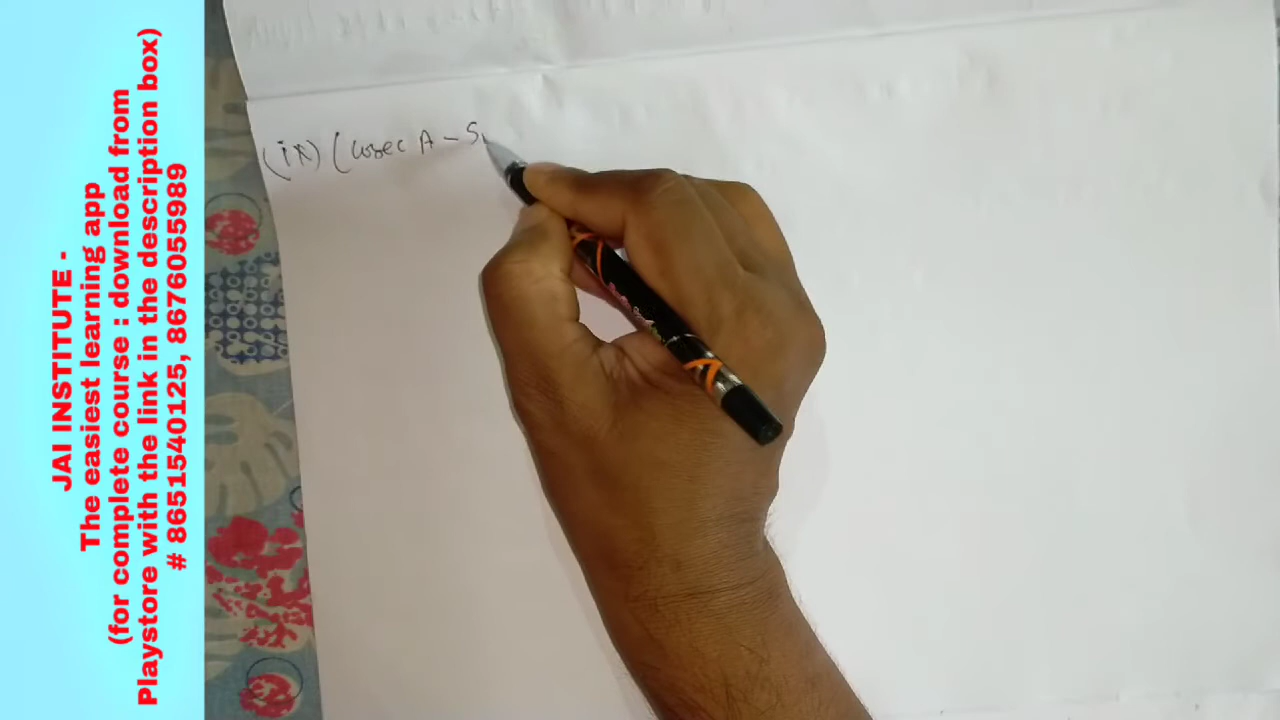 JAI INSTITUTE -
The easiest learning app
(for complete course : download from
Playstore with the link in the description box)
# 8651540125, 8676055989
(ix) (cosec A - S